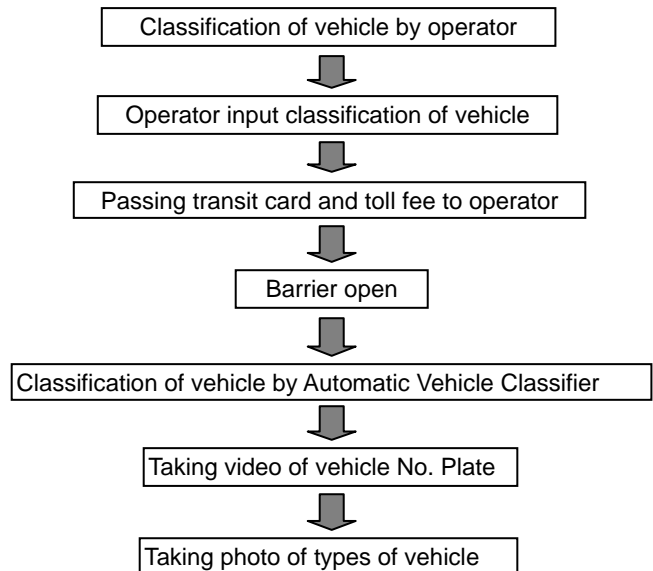 Classification of vehicle by operator
Operator input classification of vehicle
Passing transit card and toll fee to operator
Barrier open
Classification of vehicle by Automatic Vehicle Classifier
Taking video of vehicle No. Plate
Taking photo of types of vehicle